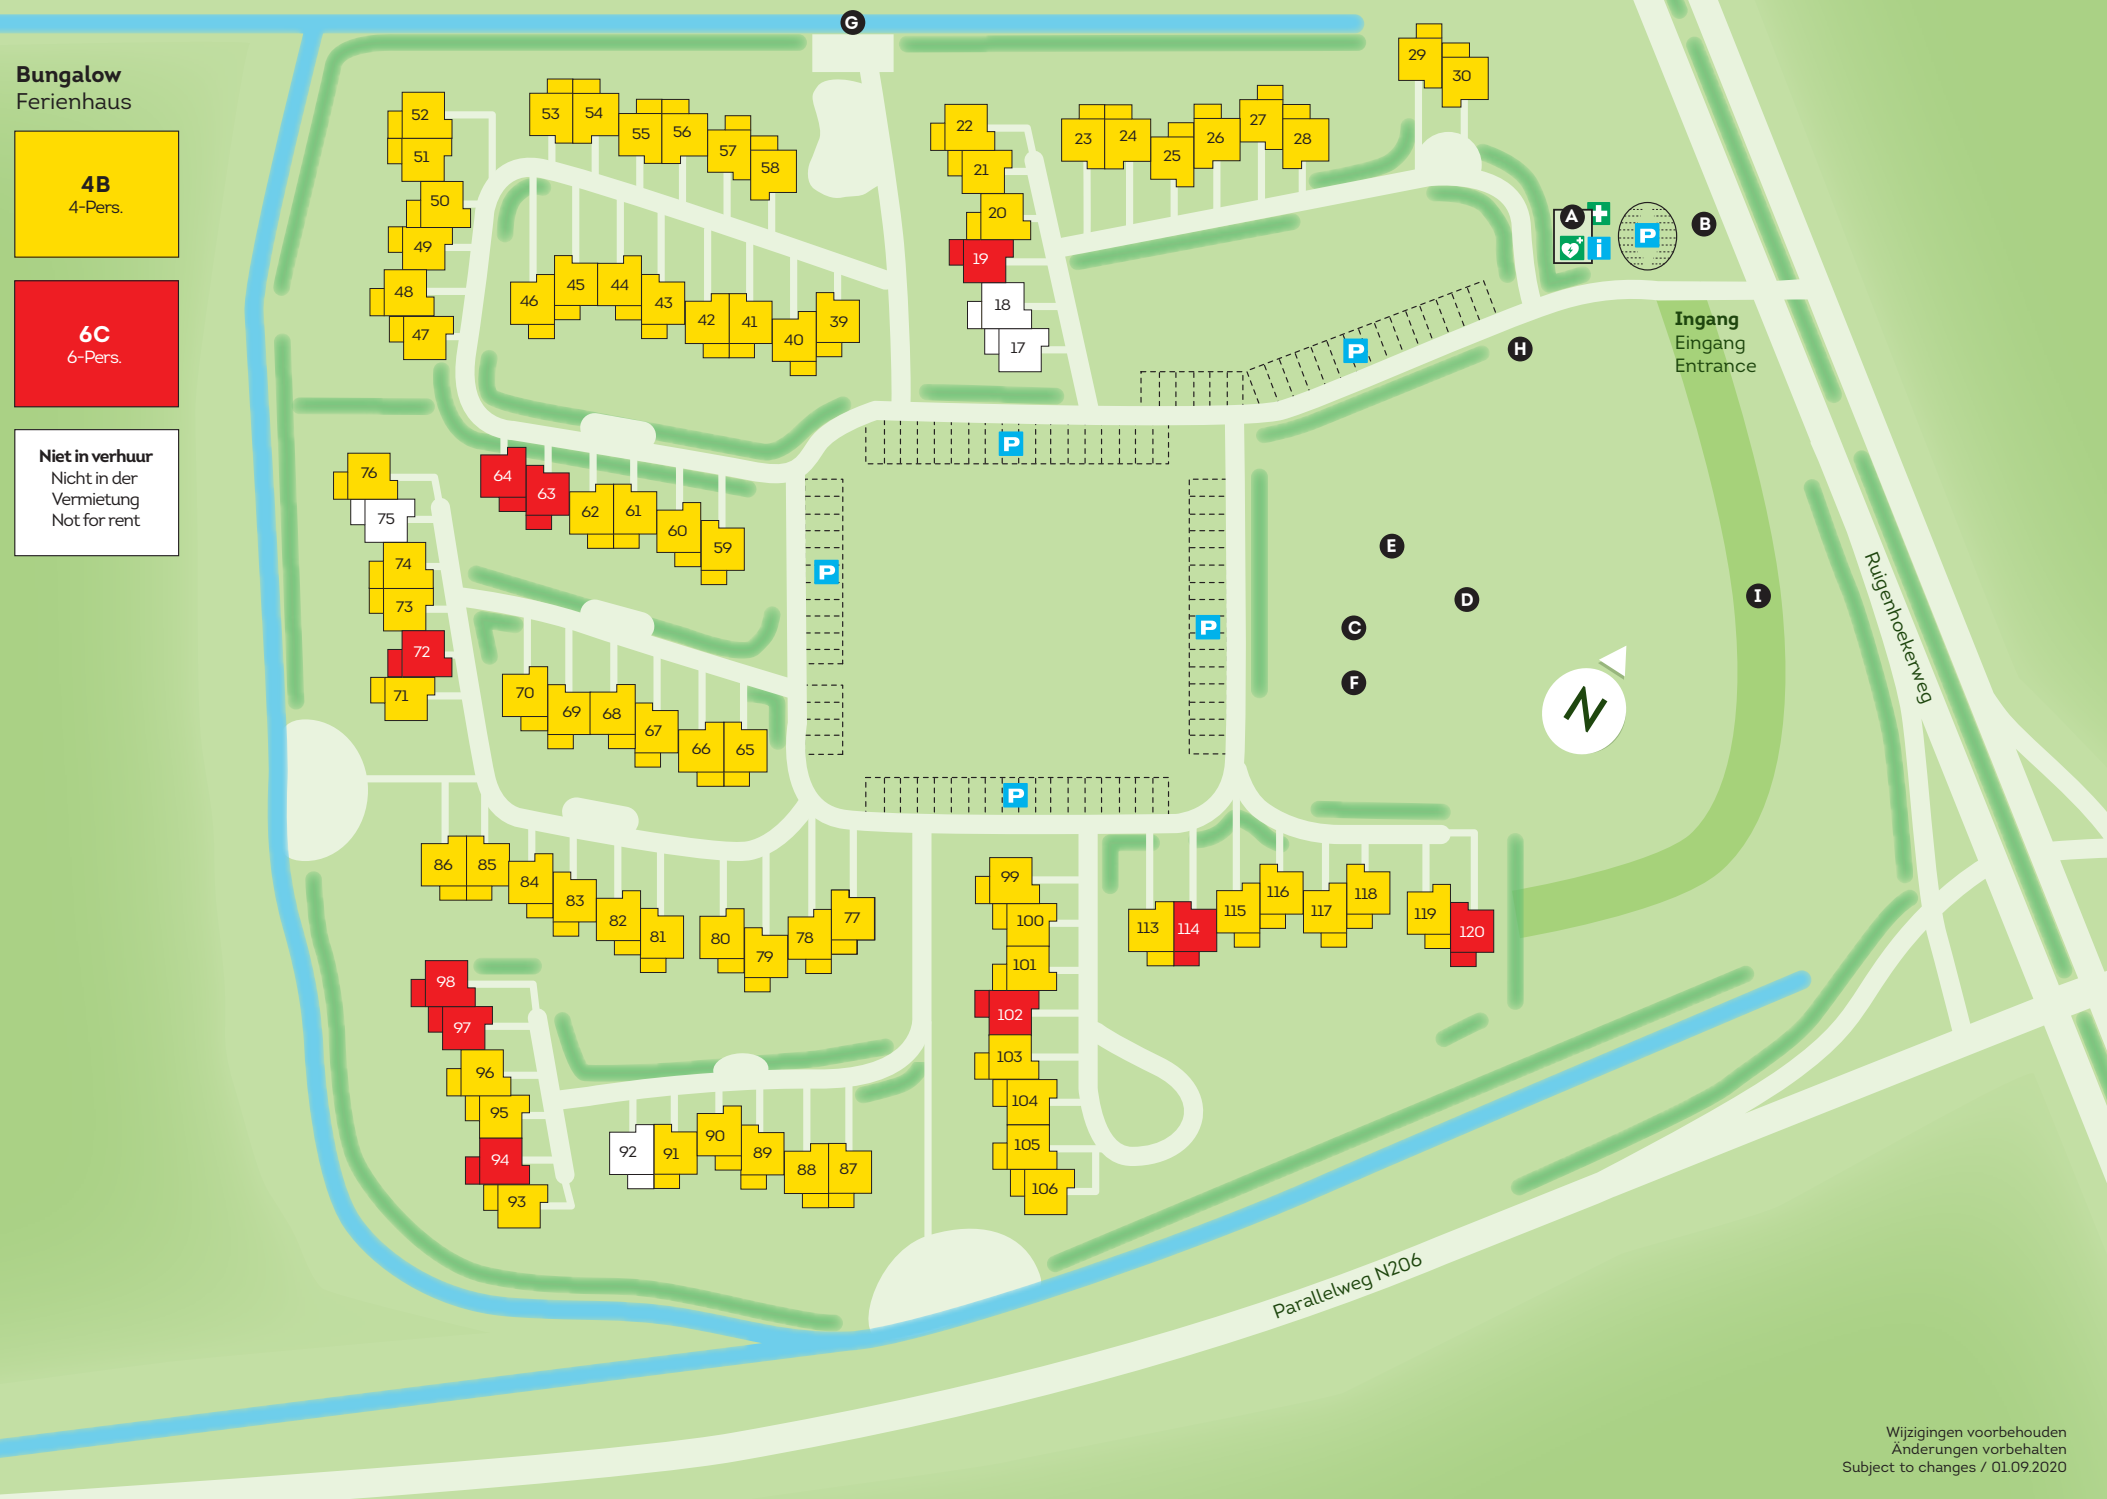 Bungalow
Ferienhaus
4B
4-Pers.
6C
6-Pers.
Niet in verhuur
Nicht in der
Vermietung
Not for rent
G
29
30
52
51
50
49
48
47
53
54
55
56
57
58
46
45
44
43
42
41
40
39
22
21
20
19
18
17
23
24
25
26
27
28
A
i
P
B
Ingang
Eingang
Entrance
H
P
P
P
P
P
76
75
74
73
72
71
64
63
62
61
60
59
70
69
68
67
66
65
E
D
C
F
I
N
Ruigenhoekerweg
86
85
84
83
82
81
80
79
78
77
98
97
96
95
94
93
92
91
90
89
88
87
99
100
101
102
103
104
105
106
113
114
115
116
117
118
119
120
Parallelweg N206
Wijzigingen voorbehouden
Änderungen vorbehalten
Subject to changes / 01.09.2020